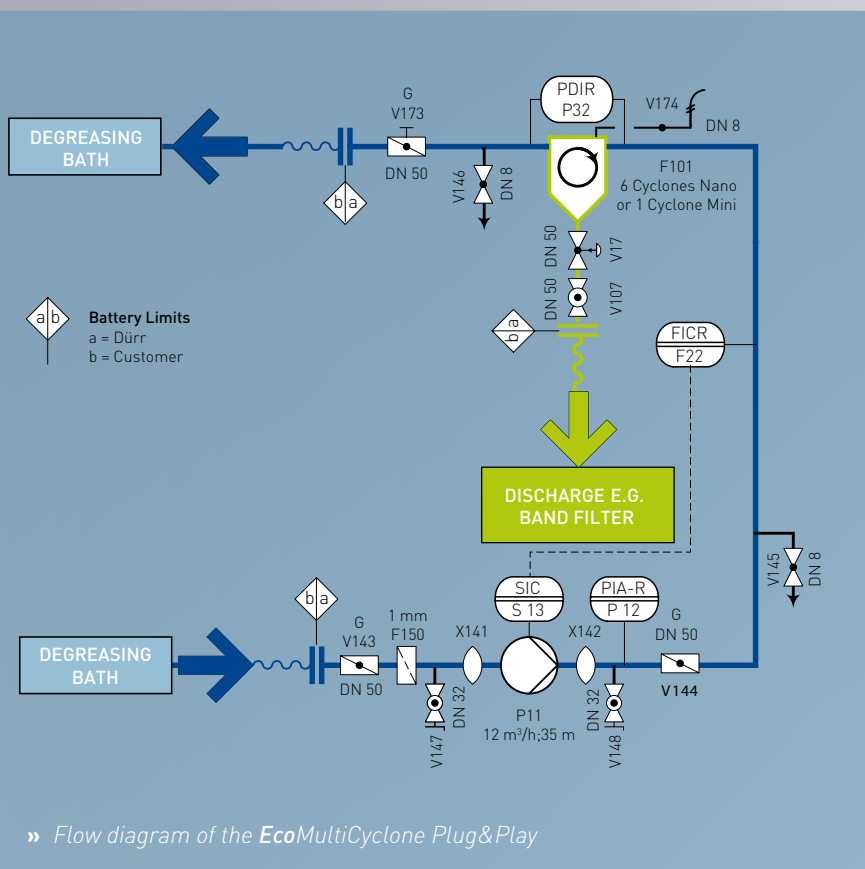 PDIR
P32
G
V173
V174
DN 8
DEGREASING
BATH
DN 50
V146
DN 8
F101
6 Cyclones Nano
or 1 Cyclone Mini
b a
DN 50
V17
DN 50
V107
a b
Battery Limits
a = Dürr
b = Customer
b a
FICR
F22
DISCHARGE E.G.
BAND FILTER
V145
DN 8
b a
SIC
S 13
PIA-R
P 12
G
V143
1 mm
F150
X141
X142
G
DN 50
DEGREASING
BATH
DN 50
V144
DN 32
V147
P11
12 m³/h;35 m
DN 32
V148
» Flow diagram of the EcoMultiCyclone Plug&Play